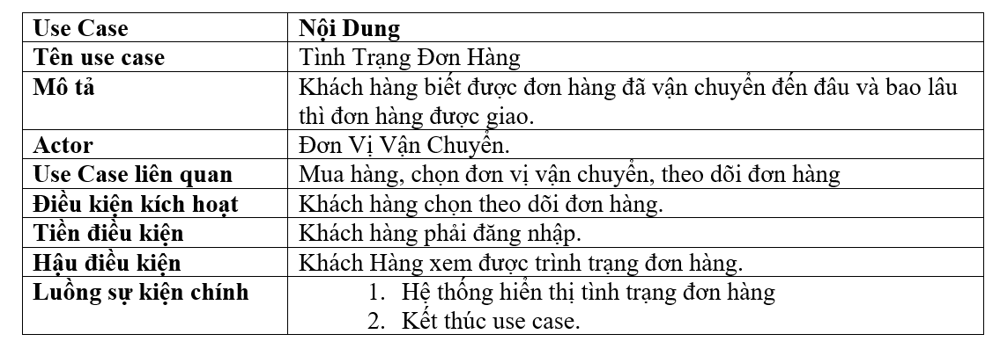 Use Case Nội Dung
Tên use case Tình Trạng Đơn Hàng
Mô tả Khách hàng biết được đơn hàng đã vận chuyển đến đâu và bao lâu
thì đơn hàng được giao.
Actor Đơn Vị Vận Chuyển.
Use Case liên quan Mua hàng, chọn đơn vị vận chuyển, theo dõi đơn hàng
Điều kiện kích hoạt Khách hàng chọn theo dõi đơn hàng.
Tiền điều kiện Khách hàng phải đăng nhập.
Hậu điều kiện Khách Hàng xem được trình trạng đơn hàng.
Luồng sự kiện chính 1. Hệ thống hiển thị tình trạng đơn hàng
2. Kết thúc use case.